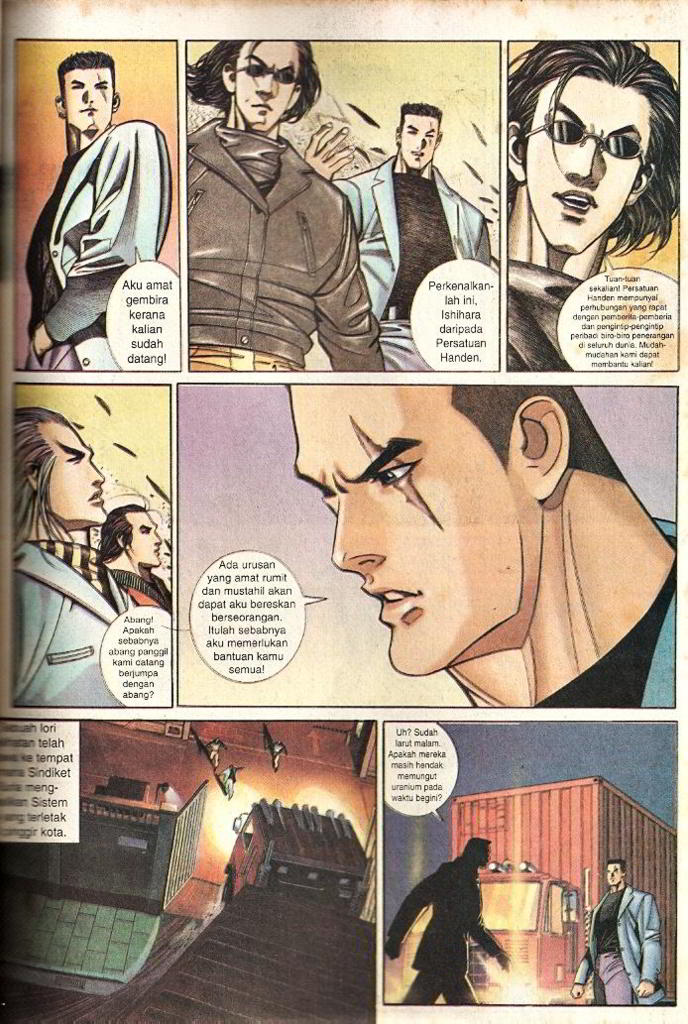 Aku amat
gembira
kerana
kalian
sudah
datang!
Perkenalkan-
lah ini,
Ishihara
daripada
Persatuan
Handen.
Tuan-tuan
sekalian! Persatuan
Handen mempunyai
perhubungan yang rapat
dengan pemberita-pemberia
dan pengintip-pengintip
peribadi biro-biro penerangan
di seluruh dunia. Mudah-
mudahan kami dapat
membantu kalian!
Abang!
Apakah
sebabnya
abang panggil
kami datang
berjumpa
dengan
abang?
Ada urusan
yang amat rumit
dan mustahil akan
dapat aku bereskan
berseorangan.
Itulah sebabnya
aku memerlukan
bantuan kamu
semua!
lori
telah
ke tempat
Sindiket
meng-
Sistem
yang terletak
kota.
Uh? Sudah
larut malam.
Apakah mereka
masih hendak
memungut
uranium pada
waktu begini?